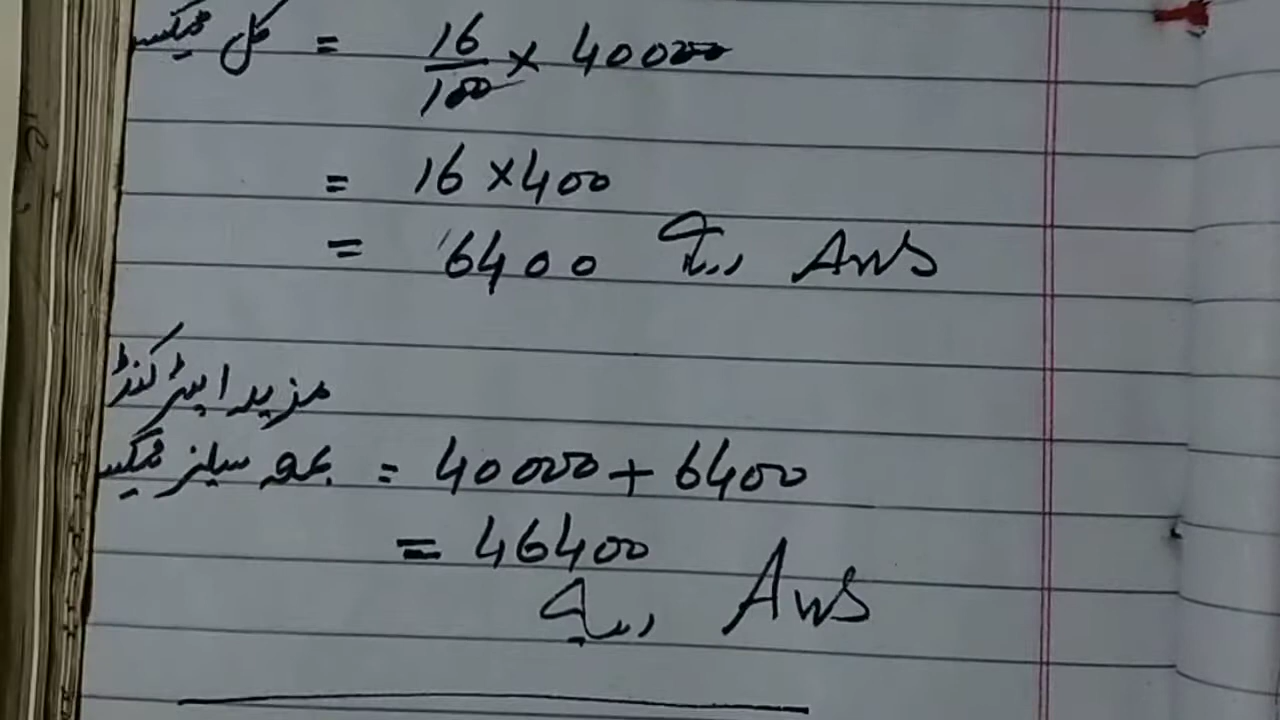 کل ٹیکس = 16/100 × 40000
= 16 × 400
= 6400 روپے Ans
مزید ایئر کنڈ
بمعہ سیلز ٹیکس = 40000 + 6400
= 46400
روپے Ans